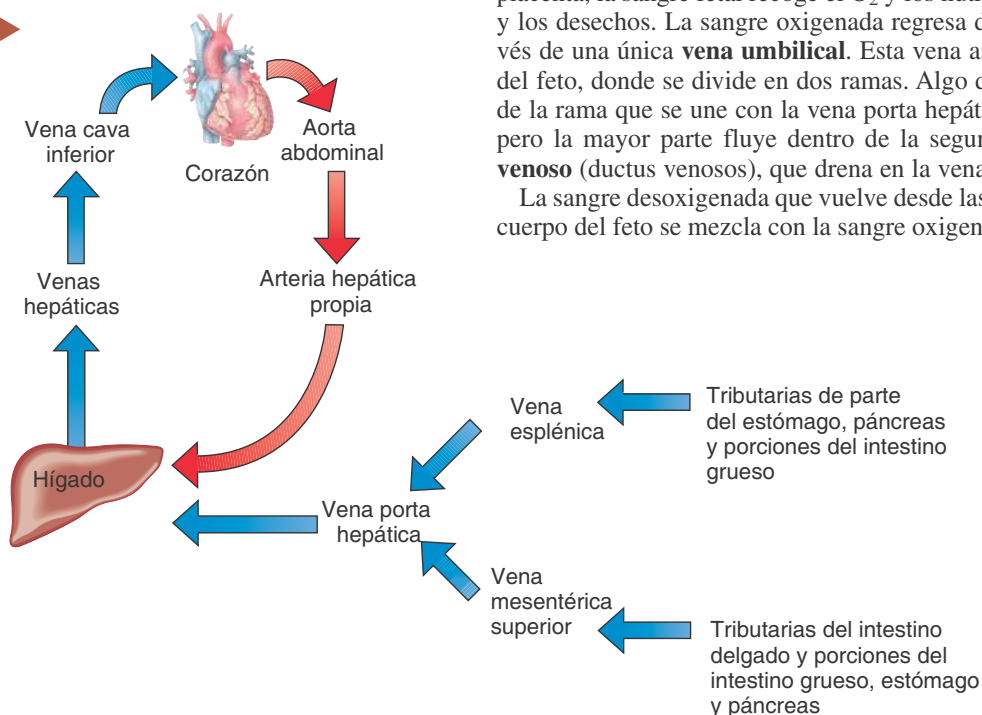 placenta, la sangre fetal recoge el O2 y los
y los desechos. La sangre oxigenada regresa
vés de una única vena umbilical. Esta vena
del feto, donde se divide en dos ramas. Algo
de la rama que se une con la vena porta
pero la mayor parte fluye dentro de la
venoso (ductus venosos), que drena en la vena
La sangre desoxigenada que vuelve desde las
cuerpo del feto se mezcla con la sangre
Corazón
Vena cava
inferior
Aorta
abdominal
Venas
hepáticas
Arteria hepática
propia
Hígado
Vena porta
hepática
Vena
esplénica
Tributarias de parte
del estómago, páncreas
y porciones del intestino
grueso
Vena
mesentérica
superior
Tributarias del intestino
delgado y porciones del
intestino grueso, estómago
y páncreas